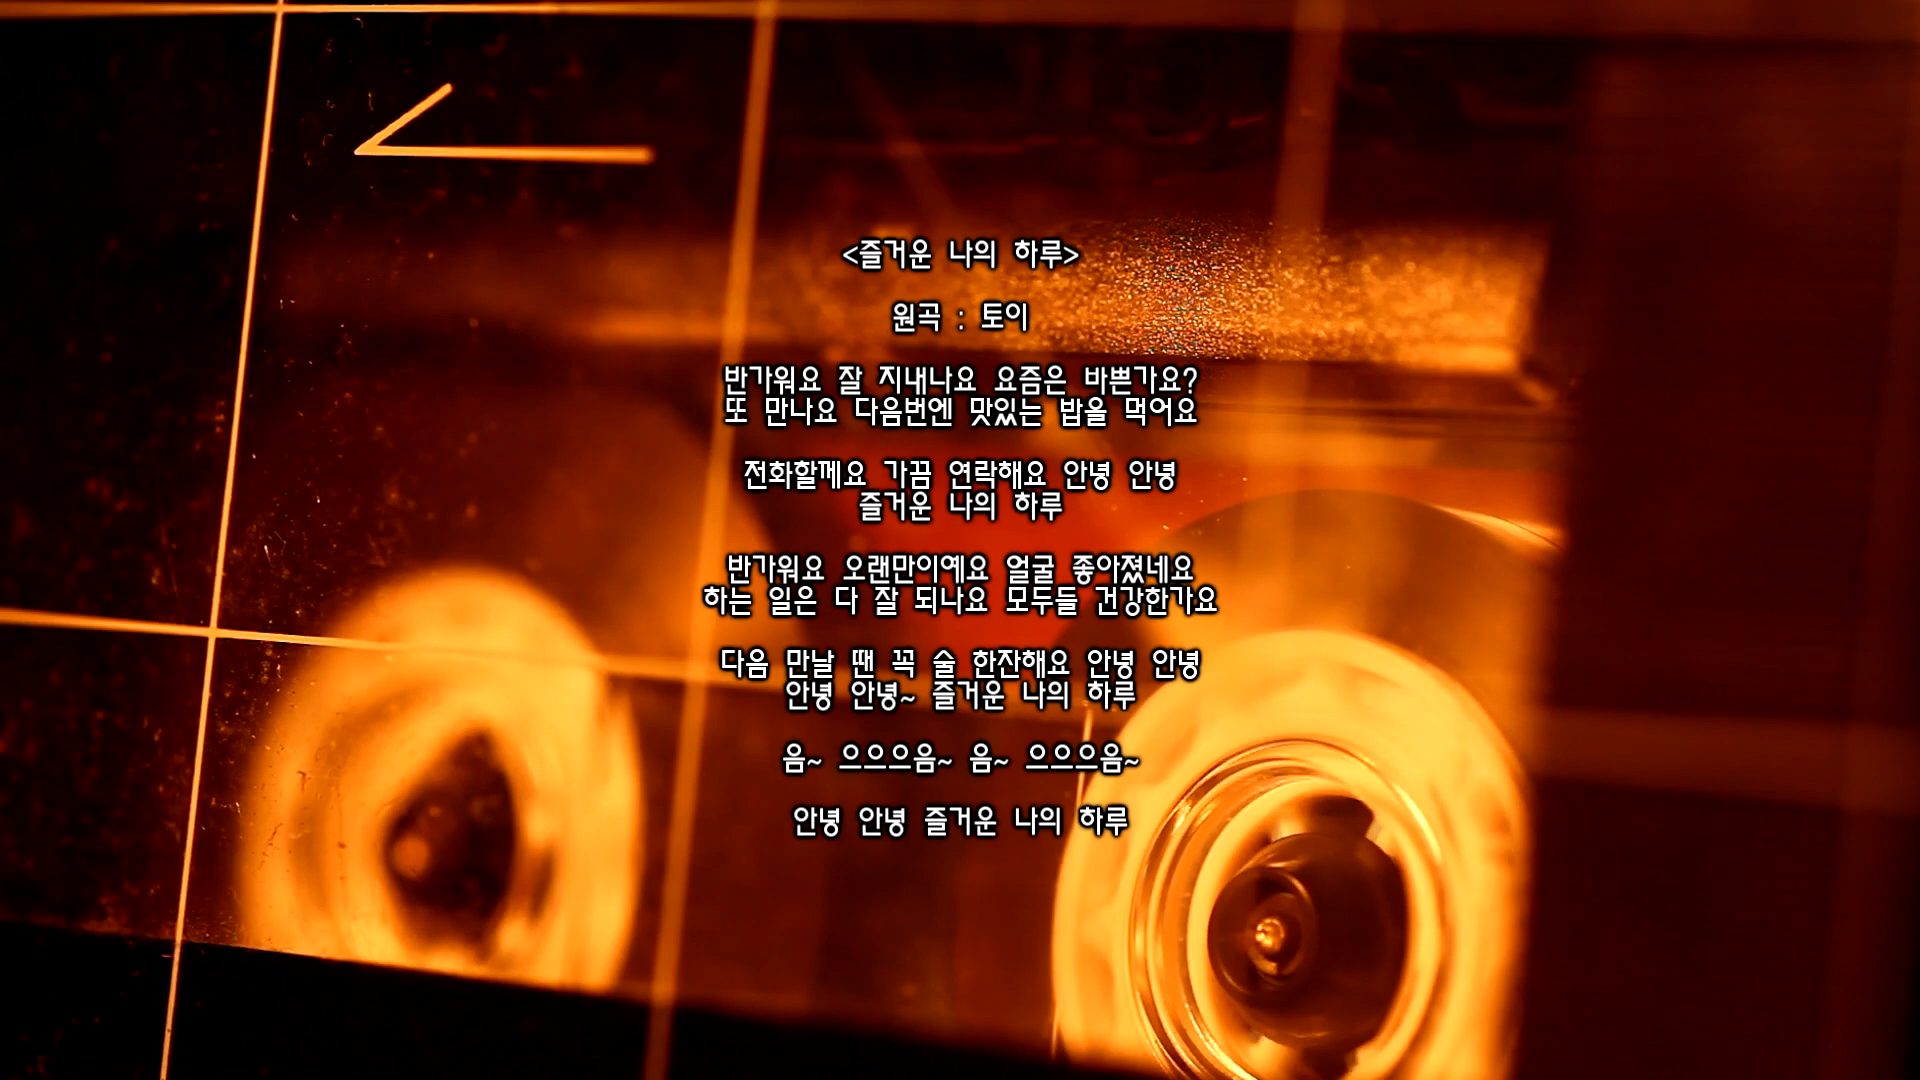 <즐거운 나의 하루>
원곡 : 토이
반가워요 잘 지내나요 요즘은 바쁜가요?
또 만나요 다음번엔 맛있는 밥을 먹어요
전화할께요 가끔 연락해요 안녕 안녕
즐거운 나의 하루
반가워요 오랜만이예요 얼굴 좋아졌네요
하는 일은 다 잘 되나요 모두들 건강한가요
다음 만날 땐 꼭 술 한잔해요 안녕 안녕
안녕 안녕~ 즐거운 나의 하루
음~ 으으으음~ 음~ 으으으음~
안녕 안녕 즐거운 나의 하루